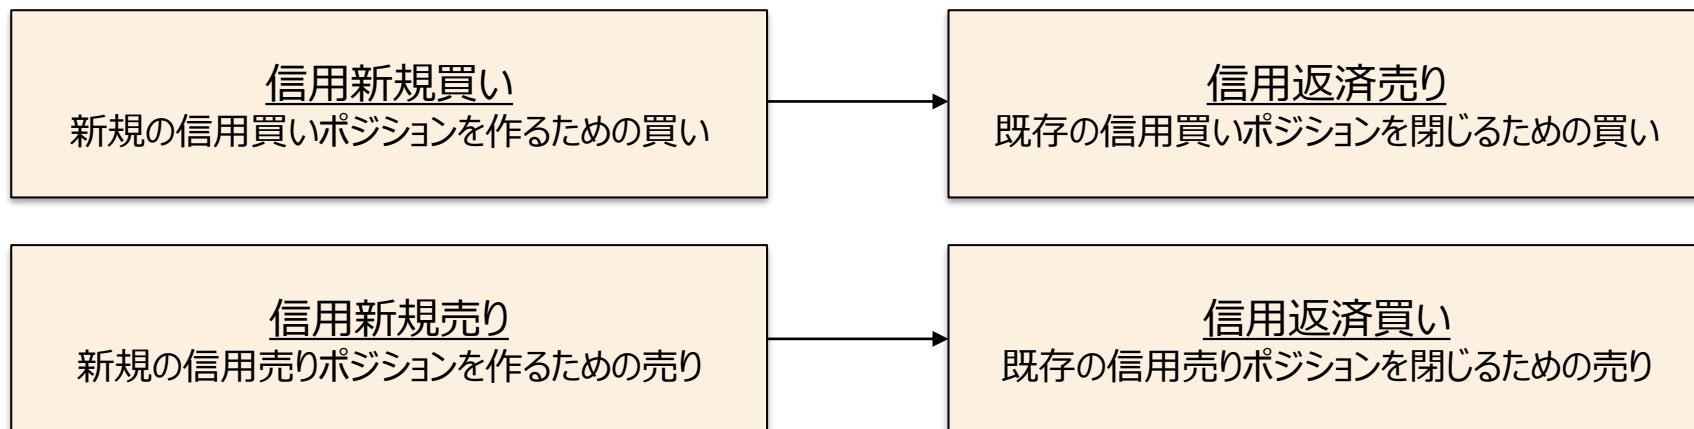 信用新規買い
新規の信用買いポジションを作るための買い
信用返済売り
既存の信用買いポジションを閉じるための買い
信用新規売り
新規の信用売りポジションを作るための売り
信用返済買い
既存の信用売りポジションを閉じるための売り